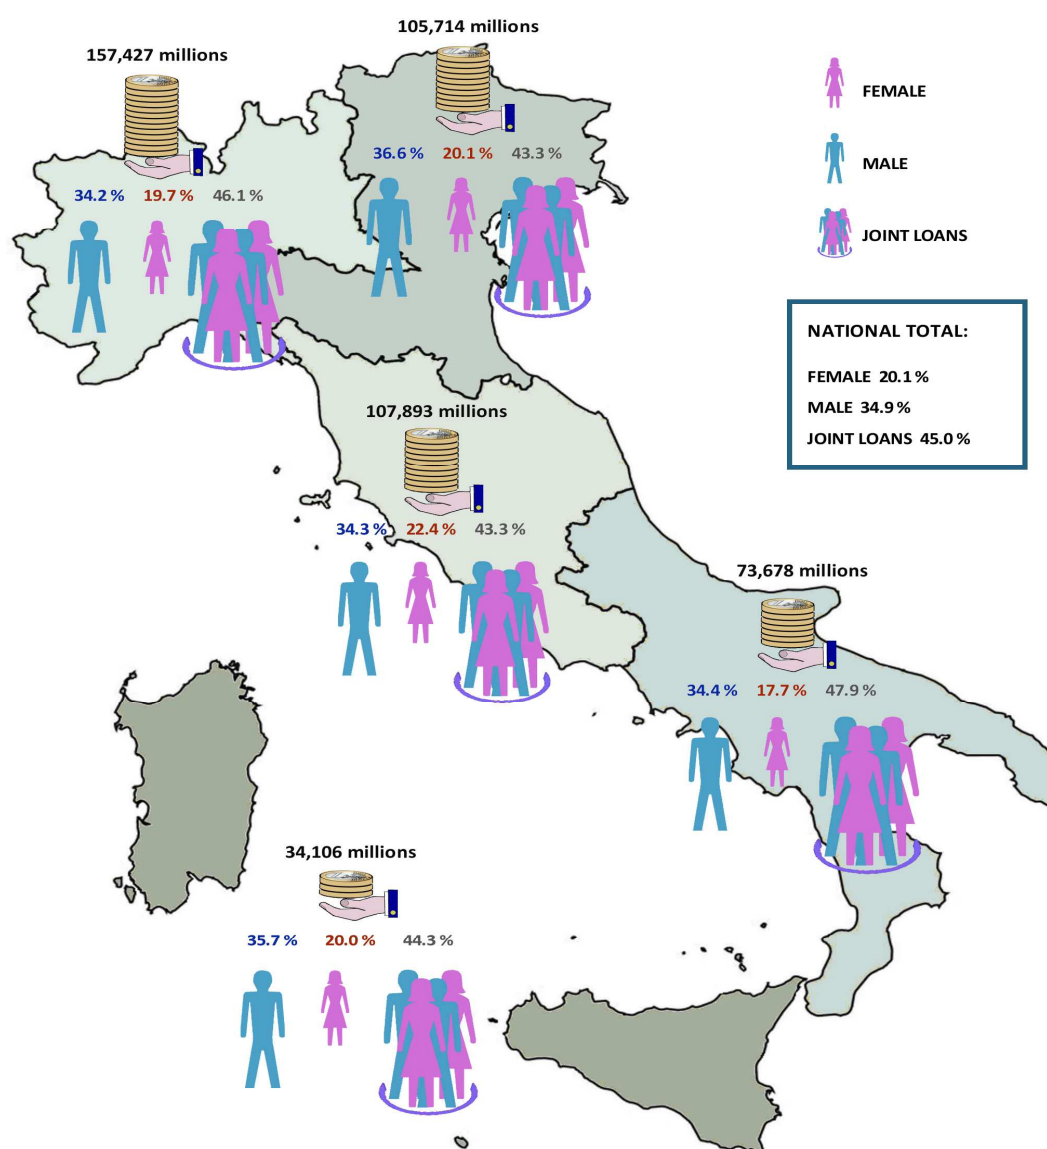 105,714 millions
157,427 millions
FEMALE
36.6 % 20.1 % 43.3 %
MALE
34.2 % 19.7 % 46.1 %
JOINT LOANS
NATIONAL TOTAL:
FEMALE 20.1 %
MALE 34.9 %
JOINT LOANS 45.0 %
107,893 millions
34.3 % 22.4 % 43.3 %
73,678 millions
34.4 % 17.7 % 47.9 %
34,106 millions
35.7 % 20.0 % 44.3 %